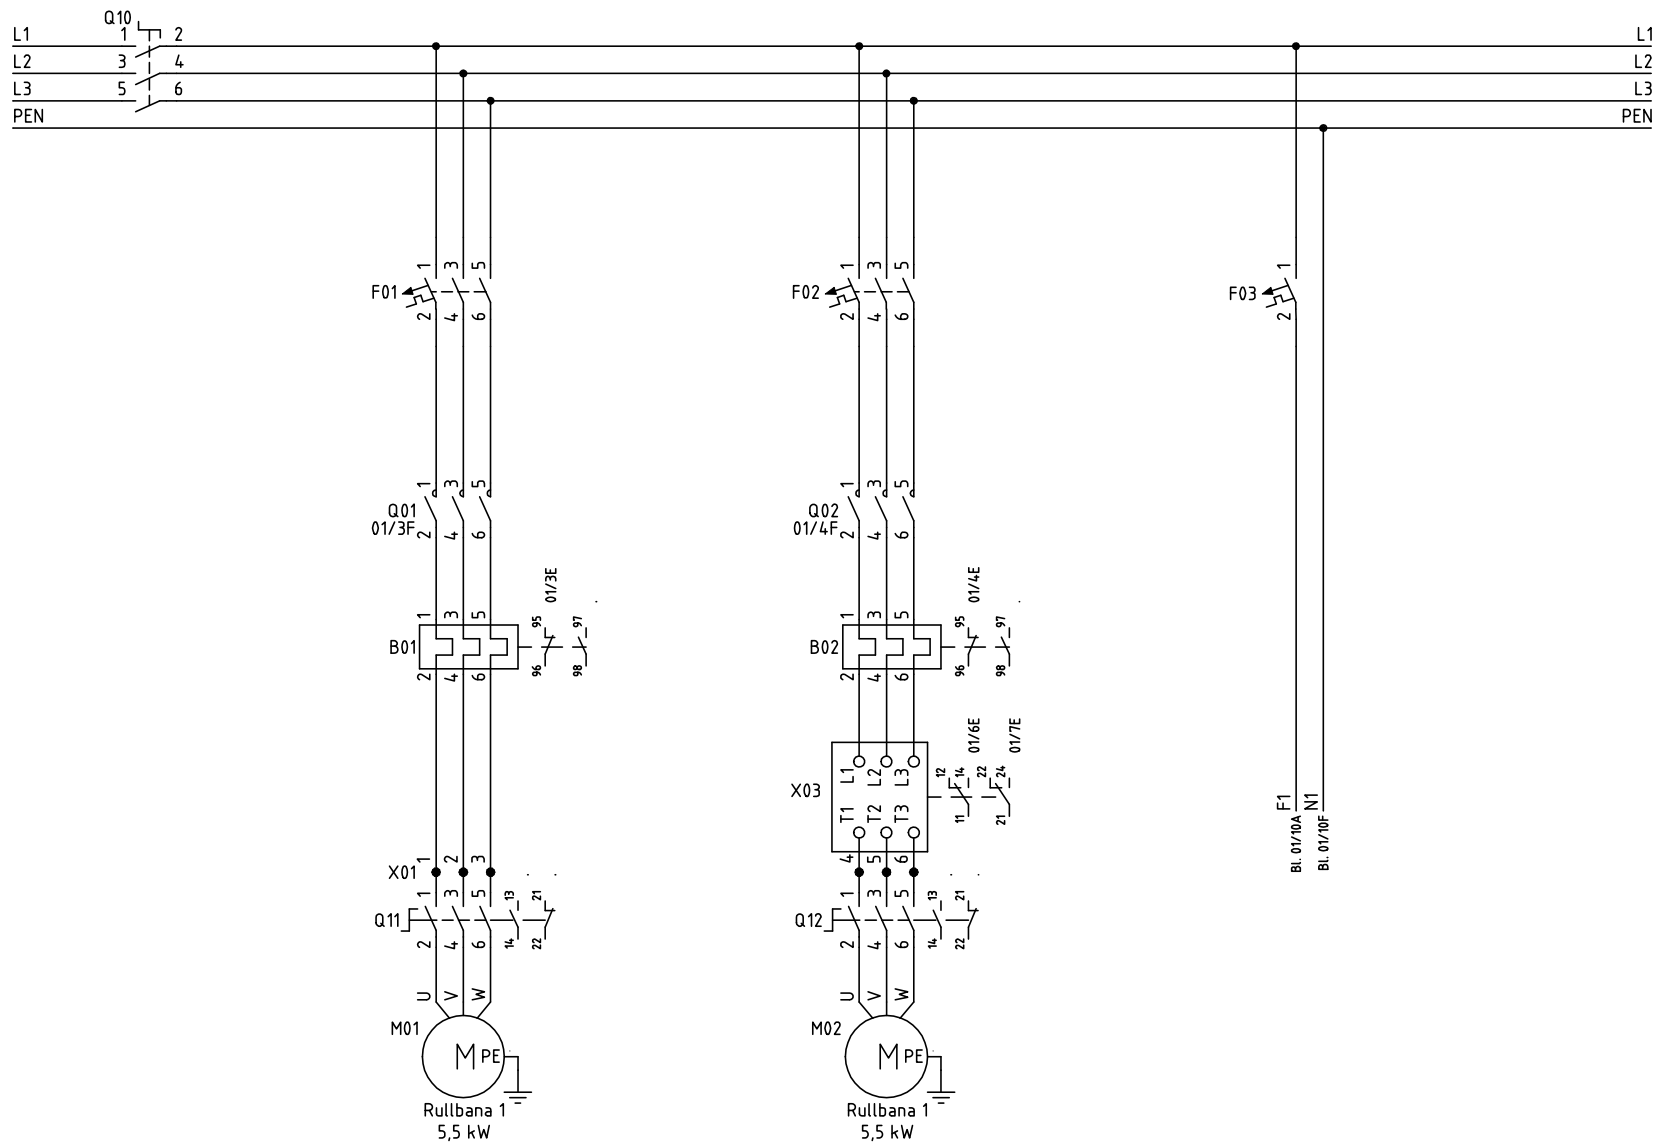 Q10
L1 1 2 L1
L2 3 4 L2
L3 5 6 L3
PEN PEN
1 3 5 1 3 5 1
F01 F02 F03
2 4 6 2 4 6 2
1 3 5 1 3 5
Q01 Q02
01/3F 01/4F
2 4 6 2 4 6
01/3E 01/4E
1 3 5 95 97 1 3 5 95 97
B01 B02
2 4 6 96 98 2 4 6 96 98
01/6E 01/7E
L1 L2 L3 12 14 22 24
X03
T1 T2 T3 11 21
F1 N1
Bl. 01/10A Bl. 01/10F
1 2 3 4 5 6
X01
1 3 5 13 21 1 3 5 13 21
Q11 Q12
2 4 6 14 22 2 4 6 14 22
U V W U V W
M01 M02
M PE M PE
Rullbana 1 Rullbana 1
5,5 kW 5,5 kW